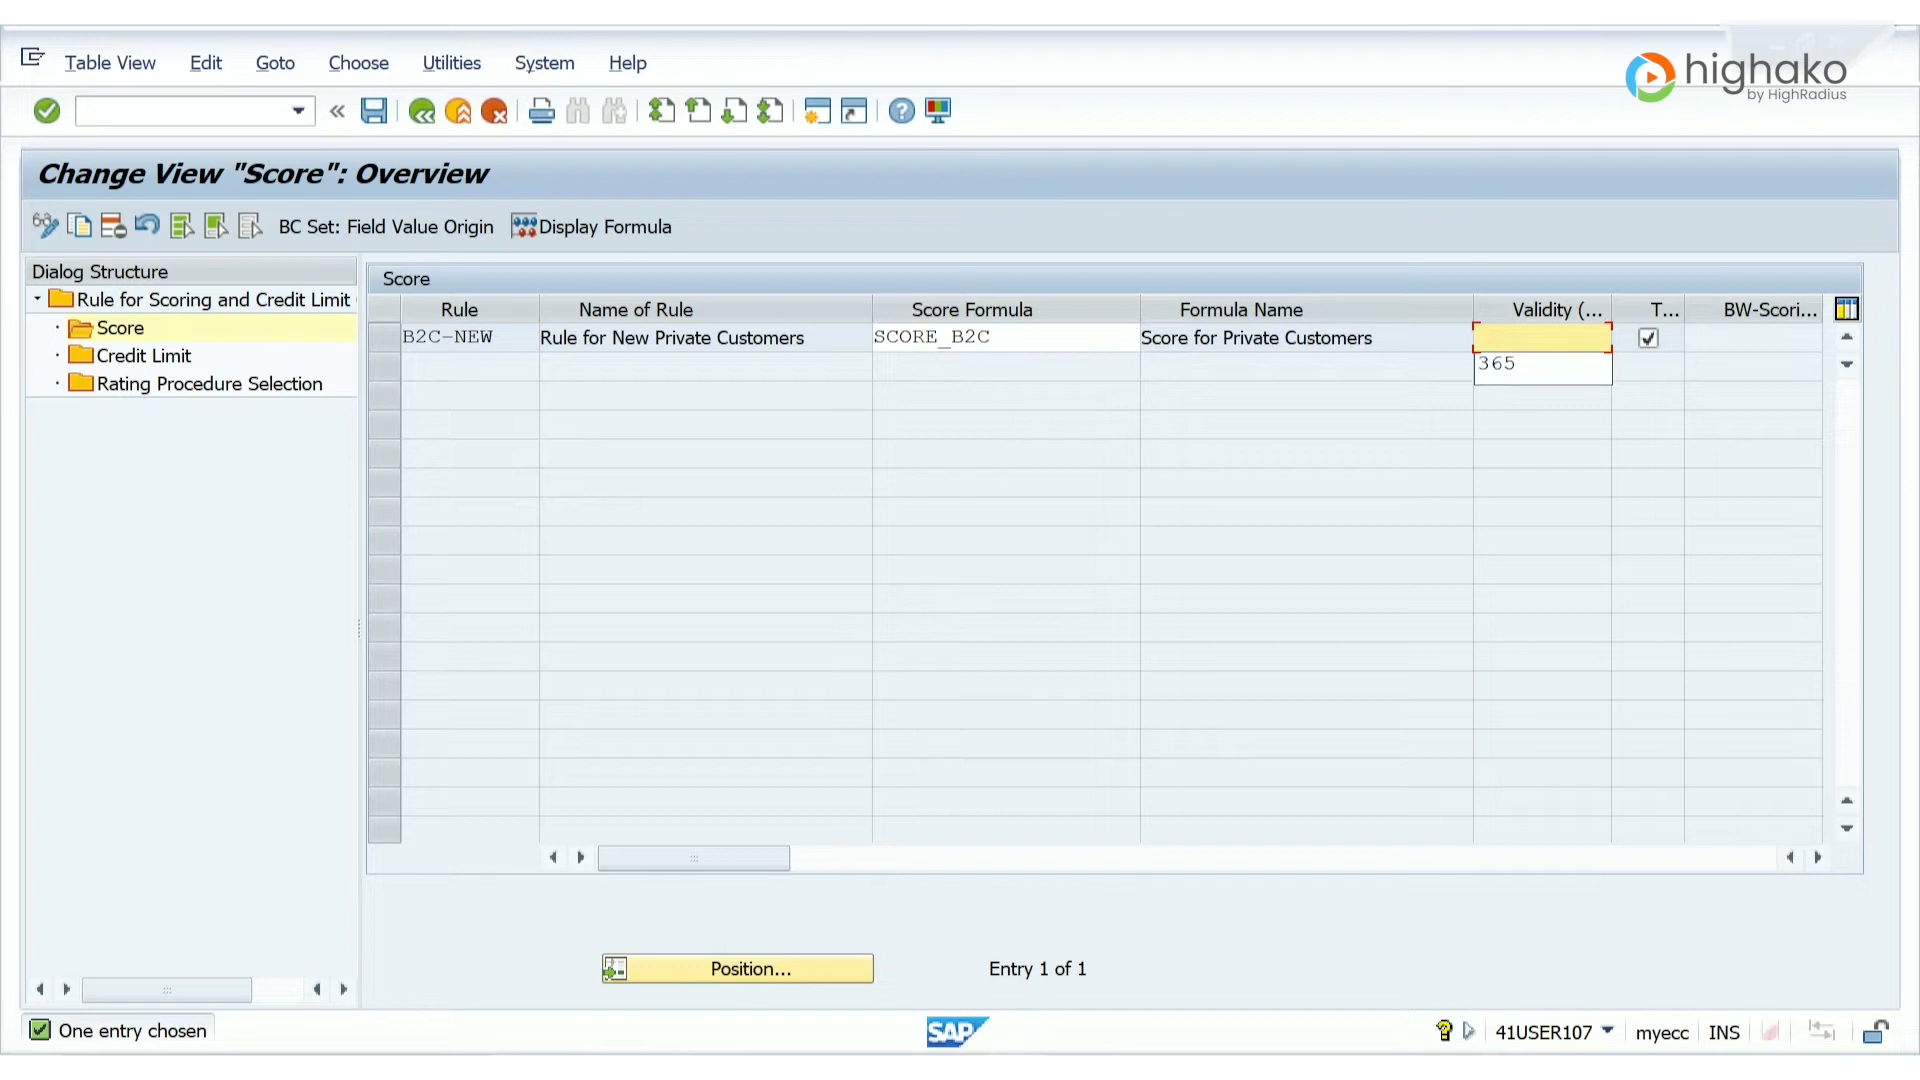 Table View Edit Goto Choose Utilities System Help
highako
by HighRadius
Change View "Score": Overview
BC Set: Field Value Origin Display Formula
Dialog Structure
Rule for Scoring and Credit Limit
Score
Credit Limit
Rating Procedure Selection
Score
Rule Name of Rule Score Formula Formula Name Validity (... T... BW-Scori...
B2C-NEW Rule for New Private Customers SCORE_B2C Score for Private Customers
365
Position... Entry 1 of 1
One entry chosen SAP 41USER107 myecc INS